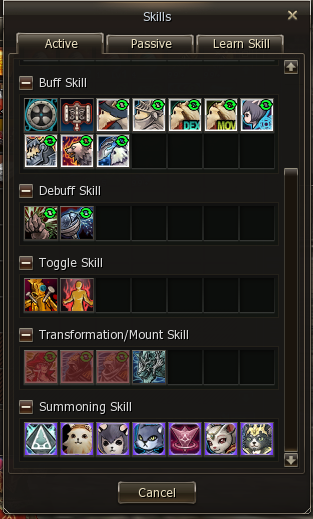 Skills
Active
Passive
Learn Skill
Buff Skill
DEX
MOV
Debuff Skill
Toggle Skill
Transformation/Mount Skill
Summoning Skill
Cancel